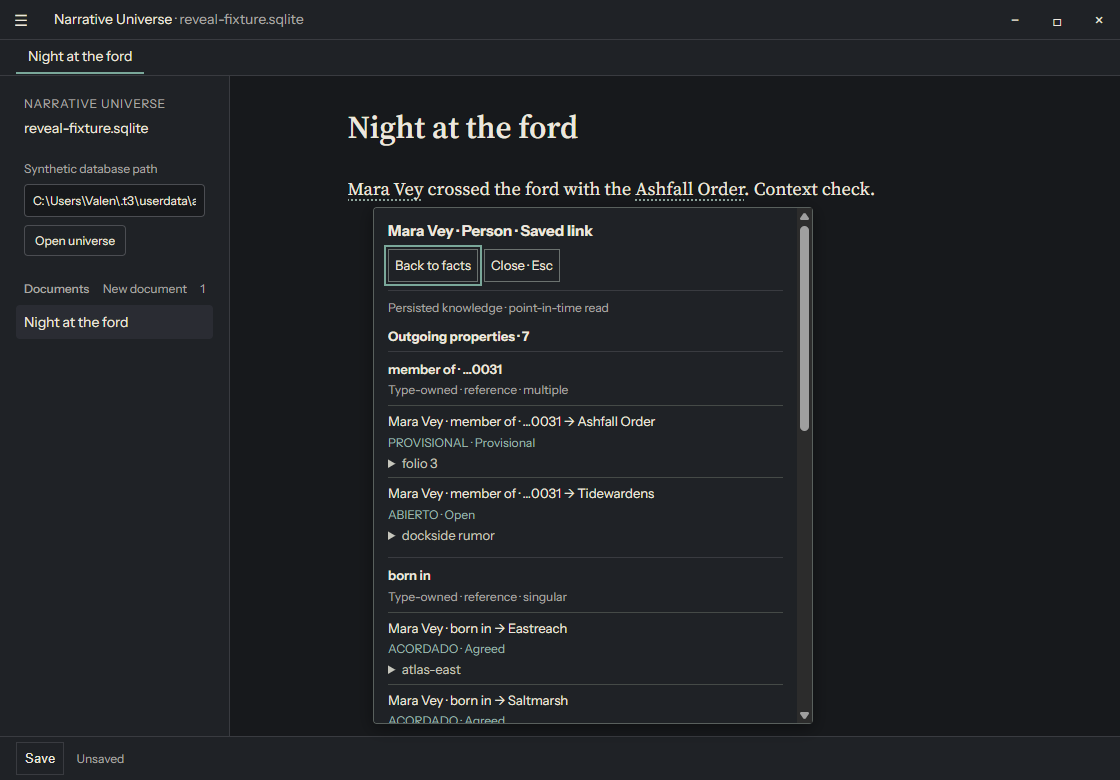 Narrative Universe · reveal-fixture.sqlite
Night at the ford
NARRATIVE UNIVERSE
reveal-fixture.sqlite
Synthetic database path
C:\Users\Valen\.t3\userdata\a
Open universe
Documents New document 1
Night at the ford
Night at the ford
Mara Vey crossed the ford with the Ashfall Order. Context check.
Mara Vey · Person · Saved link
Back to facts Close · Esc
Persisted knowledge · point-in-time read
Outgoing properties · 7
member of · …0031
Type-owned · reference · multiple
Mara Vey · member of · …0031 → Ashfall Order
PROVISIONAL · Provisional
▶ folio 3
Mara Vey · member of · …0031 → Tidewardens
ABIERTO · Open
▶ dockside rumor
born in
Type-owned · reference · singular
Mara Vey · born in → Eastreach
ACORDADO · Agreed
▶ atlas-east
Mara Vey · born in → Saltmarsh
ACORDADO · Agreed
Save Unsaved